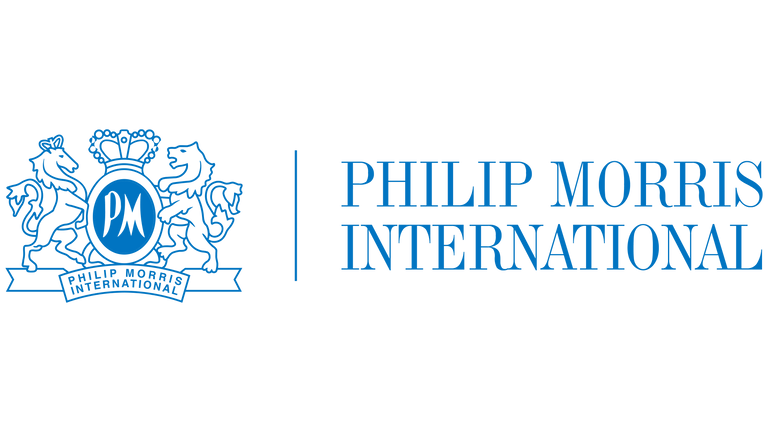 PM
PHILIP MORRIS
INTERNATIONAL
PHILIP MORRIS
INTERNATIONAL